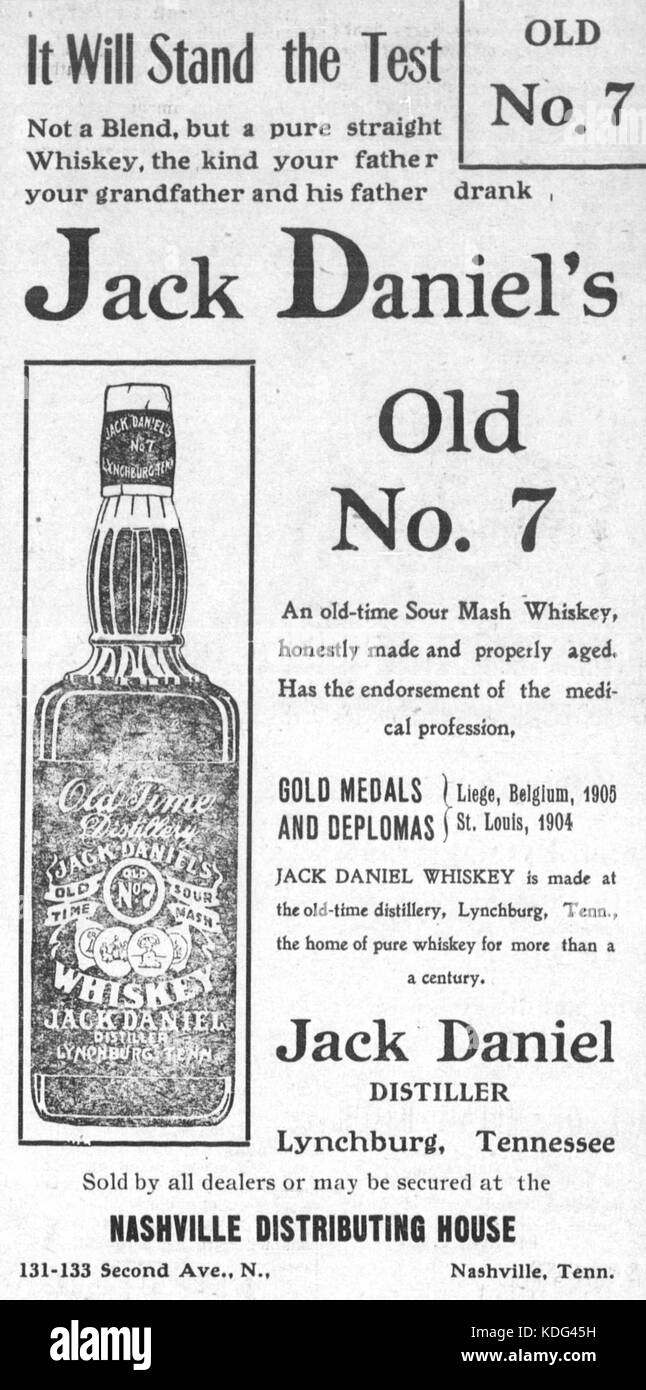 It Will Stand the Test
OLD
No. 7
Not a Blend, but a pure straight
Whiskey, the kind your father
your grandfather and his father drank
Jack Daniel's
JACK DANIEL'S
No 7
LYNCHBURG, TENN
Old Time
Distillery
JACK DANIEL'S
OLD TIME
OLD
No. 7
SOUR MASH
WHISKEY
JACK DANIEL
DISTILLER
LYNCHBURG, TENN.
Old
No. 7
An old-time Sour Mash Whiskey,
honestly made and properly aged.
Has the endorsement of the medi-
cal profession,
GOLD MEDALS } Liege, Belgium, 1905
AND DEPLOMAS } St. Louis, 1904
JACK DANIEL WHISKEY is made at
the old-time distillery, Lynchburg, Tenn.,
the home of pure whiskey for more than a
a century.
Jack Daniel
DISTILLER
Lynchburg, Tennessee
Sold by all dealers or may be secured at the
NASHVILLE DISTRIBUTING HOUSE
131-133 Second Ave., N., Nashville, Tenn.
alamy
Image ID: KDG45H
www.alamy.com